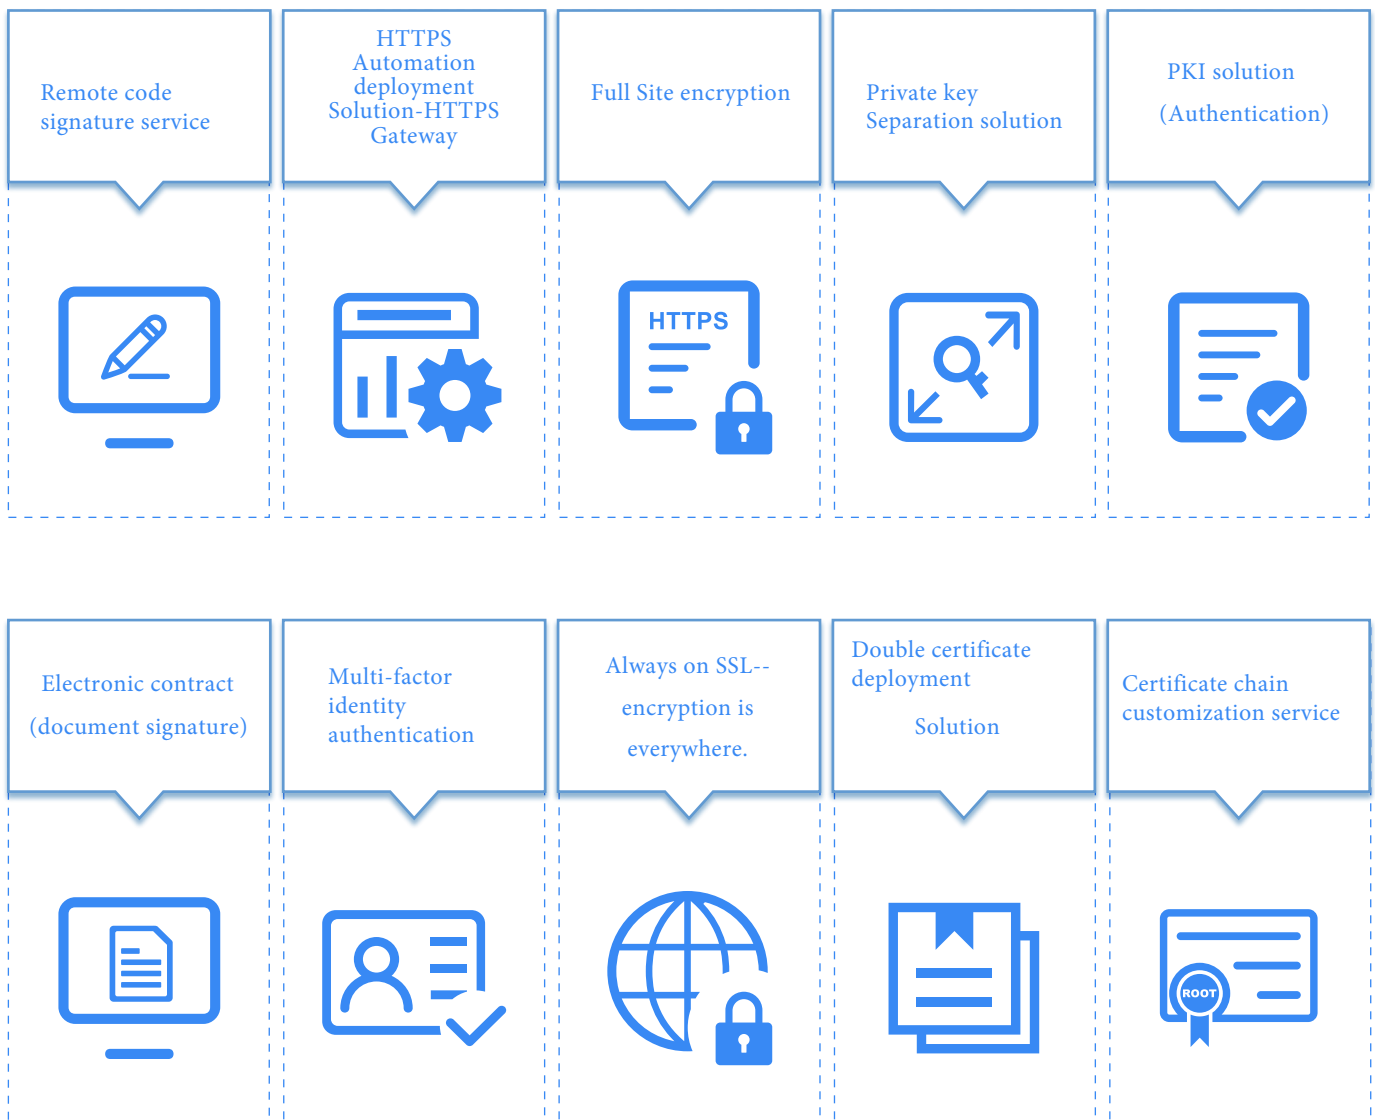 Remote code
signature service
HTTPS
Automation
deployment
Solution-HTTPS
Gateway
Full Site encryption
Private key
Separation solution
PKI solution
(Authentication)
HTTPS
Electronic contract
(document signature)
Multi-factor
identity
authentication
Always on SSL--
encryption is
everywhere.
Double certificate
deployment
Solution
Certificate chain
customization service
ROOT